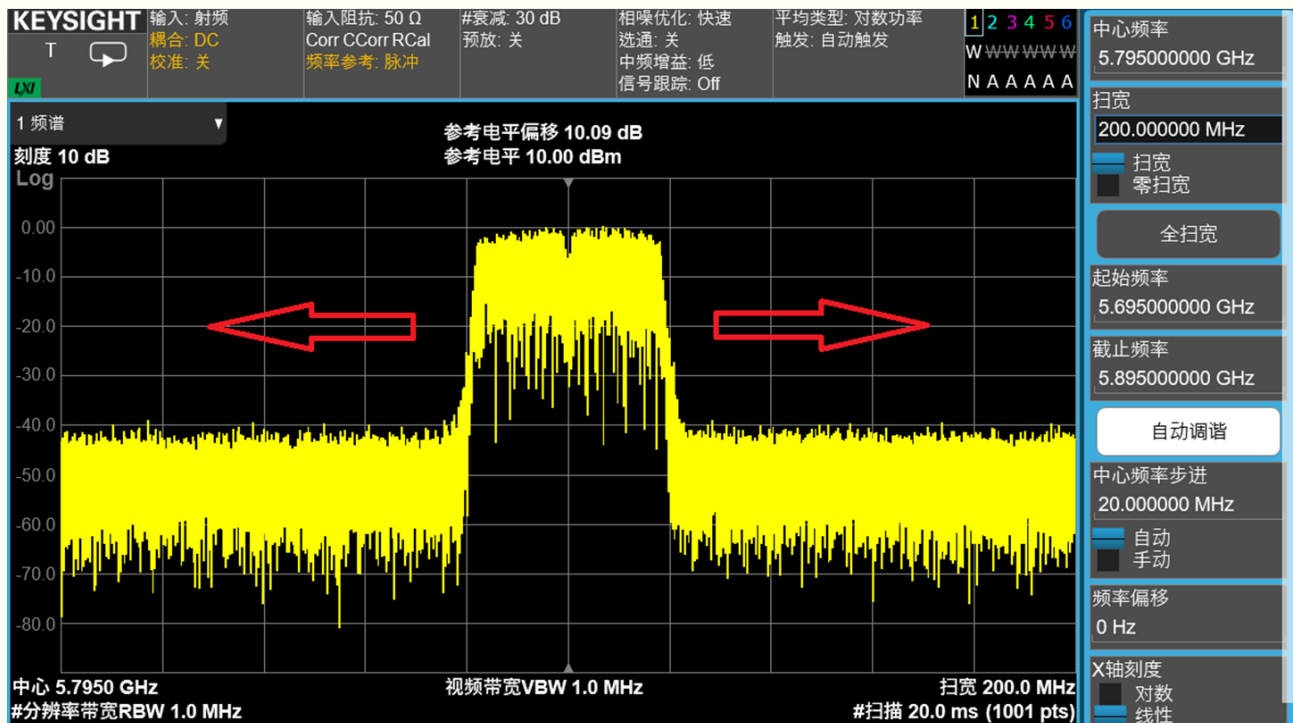 KEYSIGHT
T
LXI
输入: 射频
耦合: DC
校准: 关
输入阻抗: 50 Ω
Corr CCorr RCal
频率参考: 脉冲
#衰减: 30 dB
预放: 关
相噪优化: 快速
选通: 关
中频增益: 低
信号跟踪: Off
平均类型: 对数功率
触发: 自动触发
1 2 3 4 5 6
W W W W W W
N A A A A A
1 频谱
▼
刻度 10 dB
参考电平偏移 10.09 dB
参考电平 10.00 dBm
Log
0.00
-10.0
-20.0
-30.0
-40.0
-50.0
-60.0
-70.0
-80.0
中心 5.7950 GHz
#分辨率带宽RBW 1.0 MHz
视频带宽VBW 1.0 MHz
扫宽 200.0 MHz
#扫描 20.0 ms (1001 pts)
中心频率
5.795000000 GHz
扫宽
200.000000 MHz
扫宽
零扫宽
全扫宽
起始频率
5.695000000 GHz
截止频率
5.895000000 GHz
自动调谐
中心频率步进
20.000000 MHz
自动
手动
频率偏移
0 Hz
X轴刻度
对数
线性